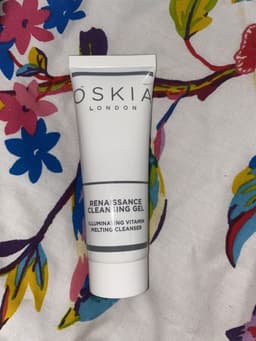 OSKIA
LONDON
RENAISSANCE
CLEANSING GEL
ILLUMINATING VITAMIN
MELTING CLEANSER